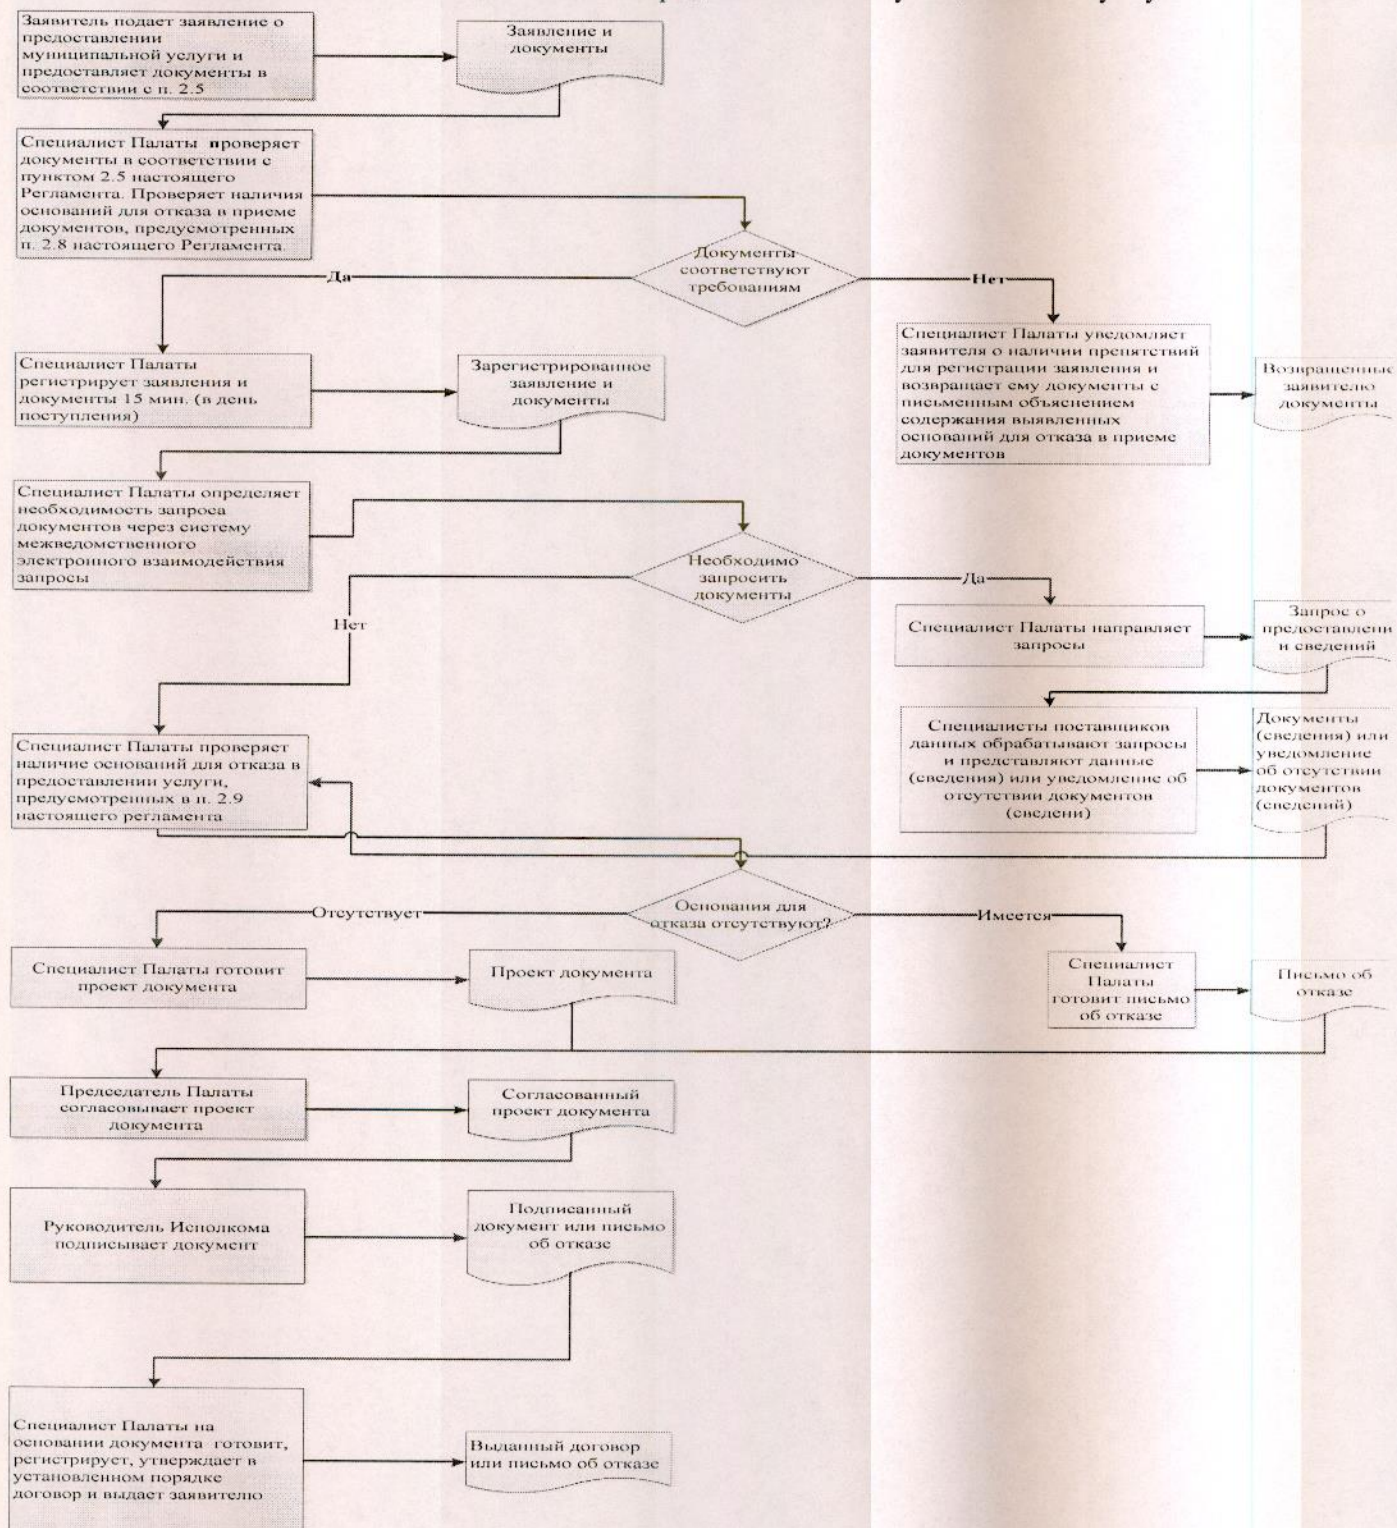 Заявитель подает заявление о
предоставлении
муниципальной услуги и
предоставляет документы в
соответствии с п. 2.5
Заявление и
документы
Специалист Палаты проверяет
документы в соответствии с
пунктом 2.5 настоящего
Регламента. Проверяет наличия
оснований для отказа в приеме
документов, предусмотренных
п. 2.8 настоящего Регламента.
Документы
соответствуют
требованиям
Да
Нет
Специалист Палаты
регистрирует заявления и
документы 15 мин. (в день
поступления)
Зарегистрированное
заявление и
документы
Специалист Палаты уведомляет
заявителя о наличии препятствий
для регистрации заявления и
возвращает ему документы с
письменным объяснением
содержания выявленных
оснований для отказа в приеме
документов
Возвращенные
заявителю
документы
Специалист Палаты определяет
необходимость запроса
документов через систему
межведомственного
электронного взаимодействия
запросы
Необходимо
запросить
документы
Да
Нет
Специалист Палаты направляет
запросы
Запрос о
предоставлени
и сведений
Специалист Палаты проверяет
наличие оснований для отказа в
предоставлении услуги,
предусмотренных в п. 2.9
настоящего регламента
Специалисты поставщиков
данных обрабатывают запросы
и представляют данные
(сведения) или уведомление об
отсутствии документов
(сведени)
Документы
(сведения) или
уведомление
об отсутствии
документов
(сведений)
Основания для
отказа отсутствуют?
Отсутствует
Имеется
Специалист Палаты готовит
проект документа
Проект документа
Специалист
Палаты
готовит письмо
об отказе
Письмо об
отказе
Председатель Палаты
согласовывает проект
документа
Согласованный
проект документа
Руководитель Исполкома
подписывает документ
Подписанный
документ или письмо
об отказе
Специалист Палаты на
основании документа готовит,
регистрирует, утверждает в
установленном порядке
договор и выдает заявителю
Выданный договор
или письмо об отказе